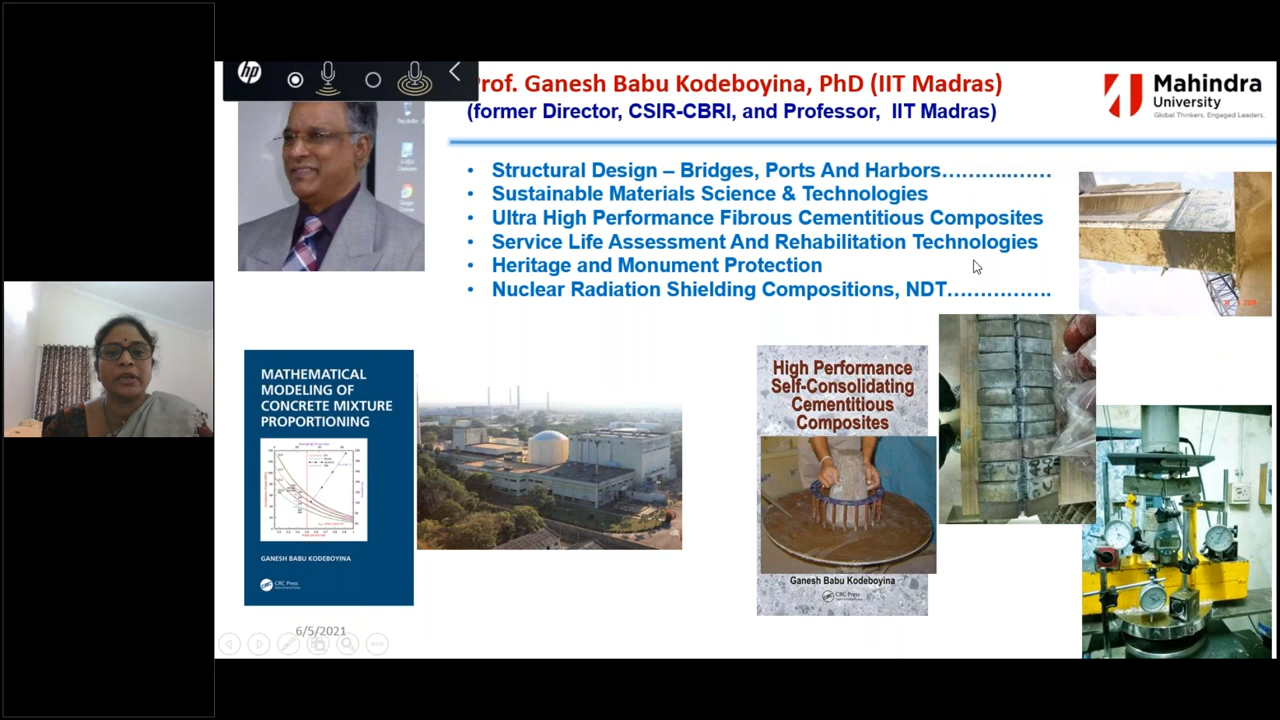 hp
Prof. Ganesh Babu Kodeboyina, PhD (IIT Madras)
(former Director, CSIR-CBRI, and Professor, IIT Madras)
Mahindra
University
Global Thinkers. Engaged Leaders.
• Structural Design – Bridges, Ports And Harbors………..……
• Sustainable Materials Science & Technologies
• Ultra High Performance Fibrous Cementitious Composites
• Service Life Assessment And Rehabilitation Technologies
• Heritage and Monument Protection
• Nuclear Radiation Shielding Compositions, NDT…………….
MATHEMATICAL
MODELING OF
CONCRETE MIXTURE
PROPORTIONING
GANESH BABU KODEBOYINA
CRC Press
High Performance
Self-Consolidating
Cementitious
Composites
Ganesh Babu Kodeboyina
CRC Press
6/5/2021